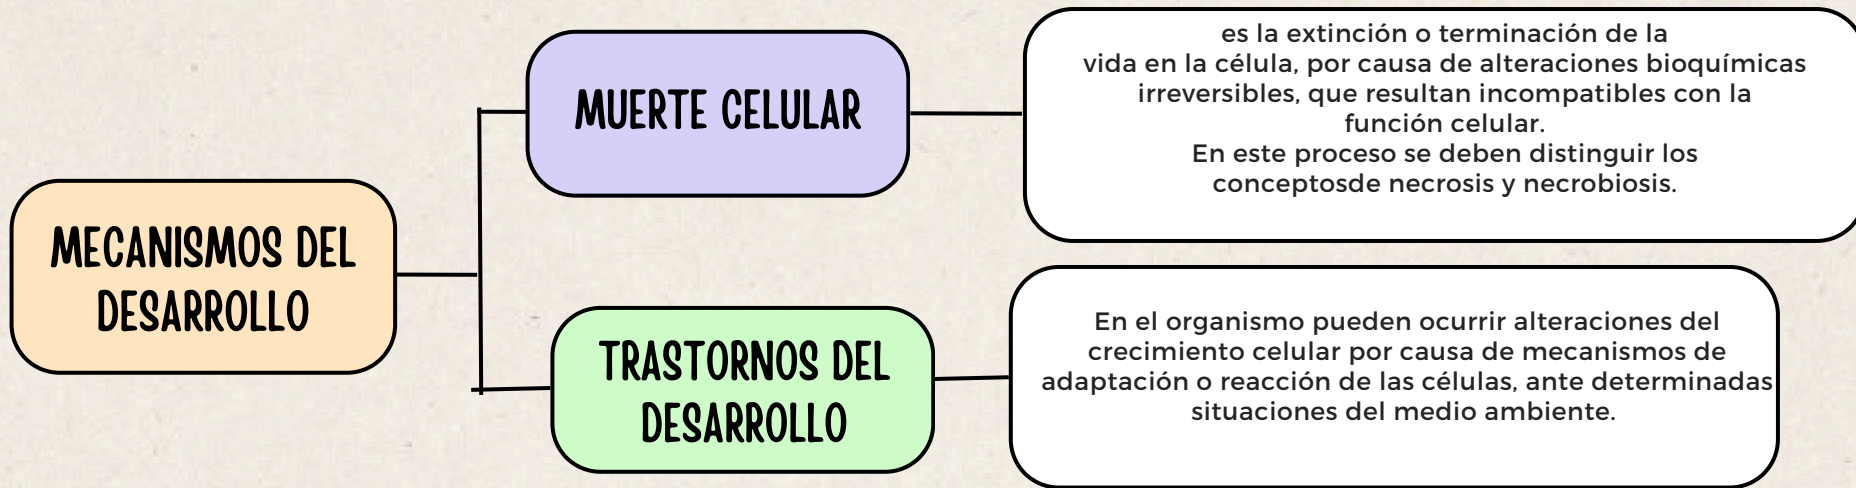 MECANISMOS DEL
DESARROLLO
MUERTE CELULAR
es la extinción o terminación de la
vida en la célula, por causa de alteraciones bioquímicas
irreversibles, que resultan incompatibles con la
función celular.
En este proceso se deben distinguir los
conceptosde necrosis y necrobiosis.
TRASTORNOS DEL
DESARROLLO
En el organismo pueden ocurrir alteraciones del
crecimiento celular por causa de mecanismos de
adaptación o reacción de las células, ante determinadas
situaciones del medio ambiente.